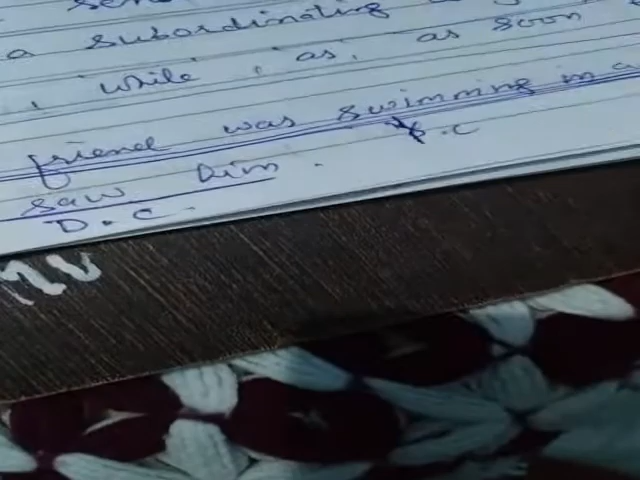 a subordinating
, 'while', 'as', as soon
friend was swimming in a
saw him. P.C
D.C.